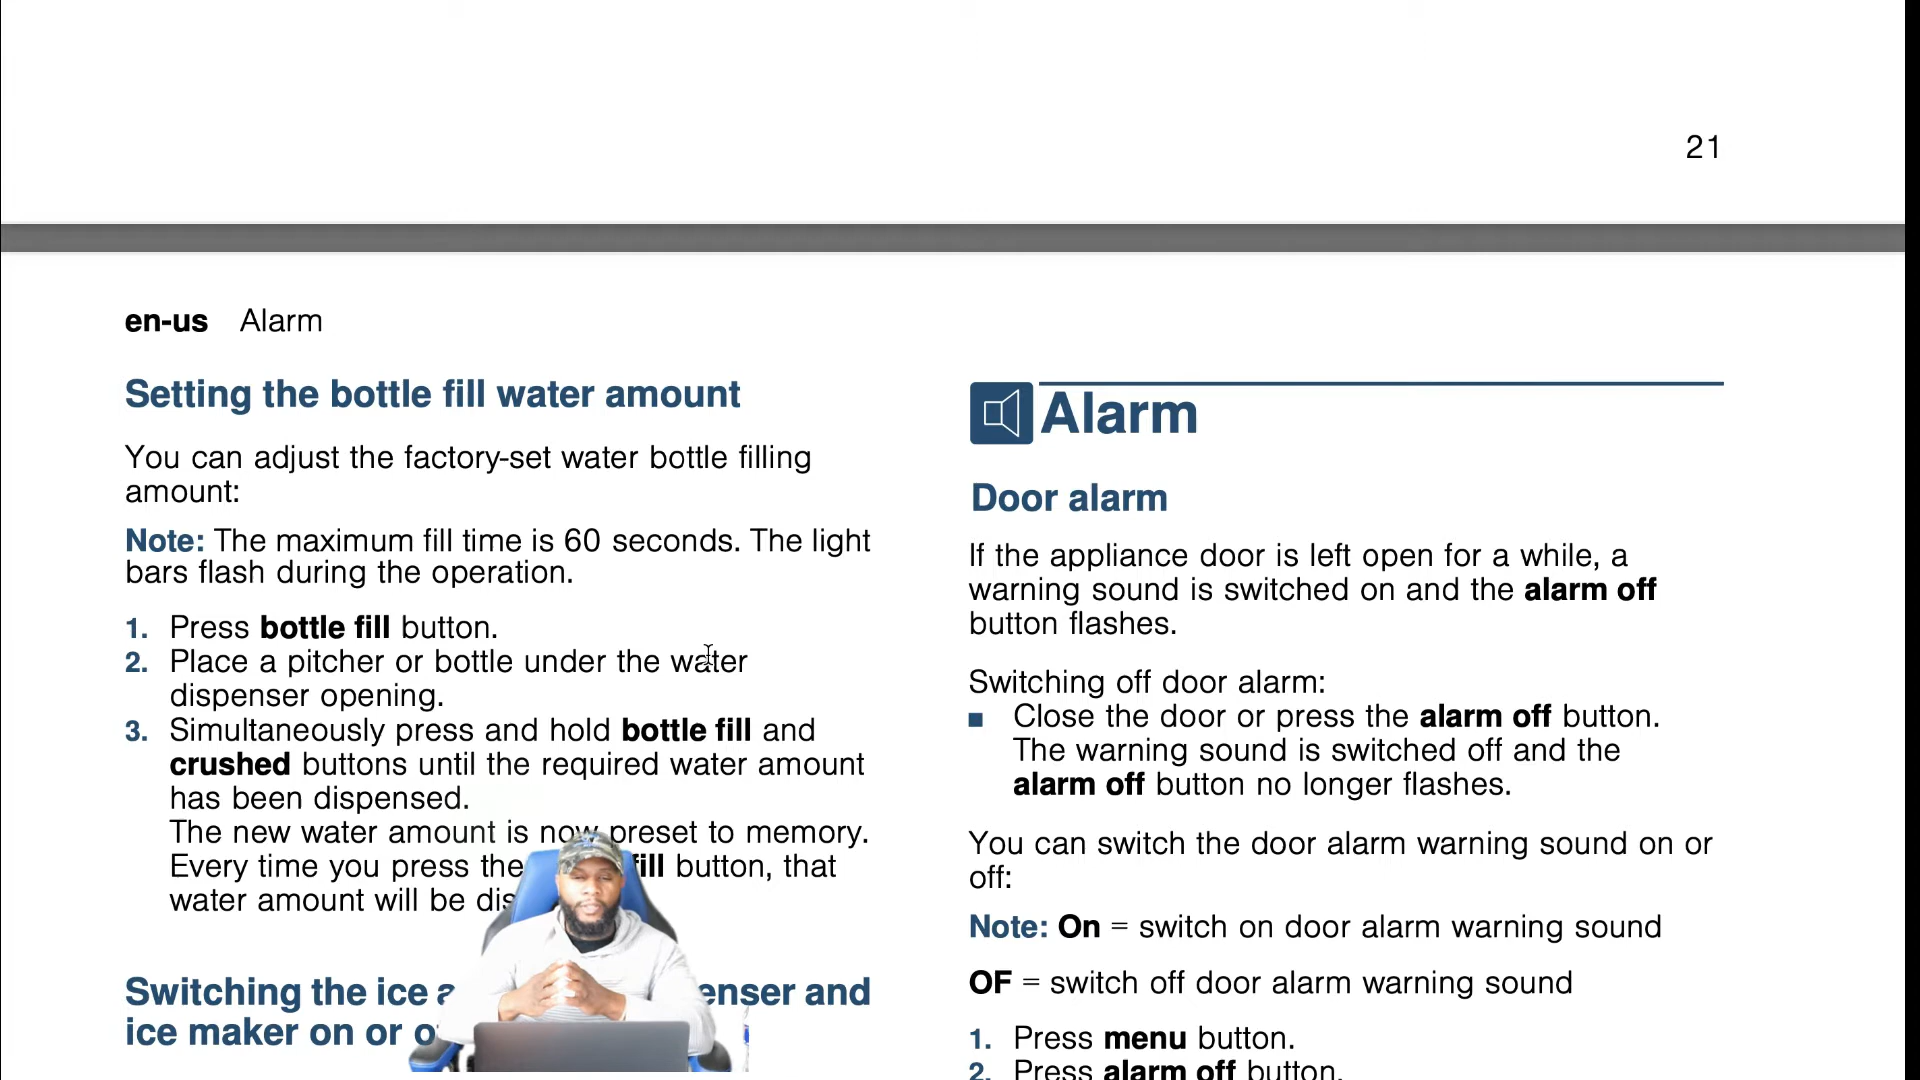 21
en-us Alarm
Setting the bottle fill water amount
You can adjust the factory-set water bottle filling
amount:
Note: The maximum fill time is 60 seconds. The light
bars flash during the operation.
1. Press bottle fill button.
2. Place a pitcher or bottle under the water
dispenser opening.
3. Simultaneously press and hold bottle fill and
crushed buttons until the required water amount
has been dispensed.
The new water amount is now preset to memory.
Every time you press the fill button, that
water amount will be
Switching the ice and
ice maker on or
Alarm
Door alarm
If the appliance door is left open for a while, a
warning sound is switched on and the alarm off
button flashes.
Switching off door alarm:
■ Close the door or press the alarm off button.
The warning sound is switched off and the
alarm off button no longer flashes.
You can switch the door alarm warning sound on or
off:
Note: On = switch on door alarm warning sound
OF = switch off door alarm warning sound
1. Press menu button.
2. Press alarm off button.